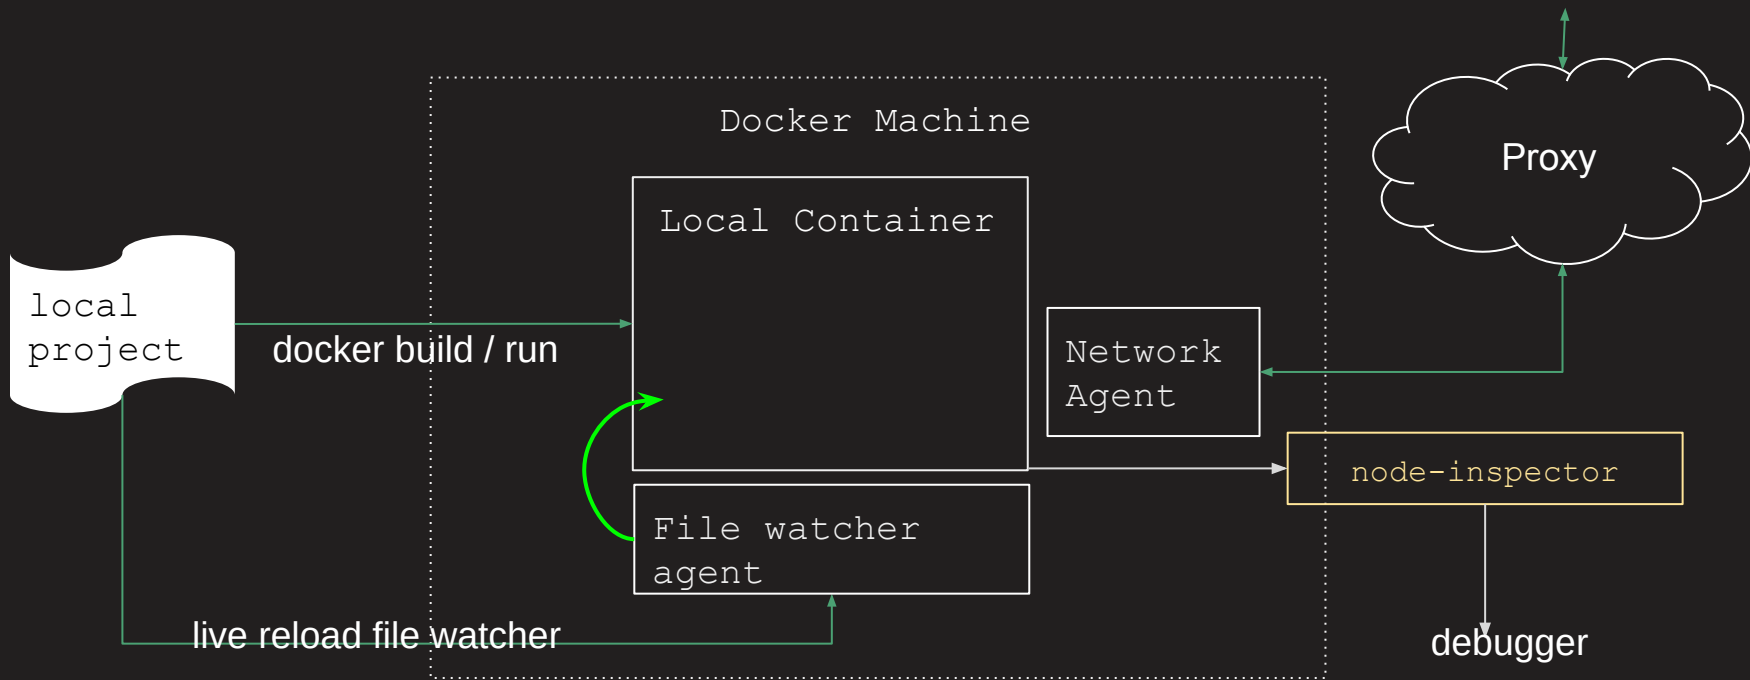 Docker Machine
Proxy
Local Container
local
project
docker build / run
Network
Agent
node-inspector
File watcher
agent
live reload file watcher
debugger